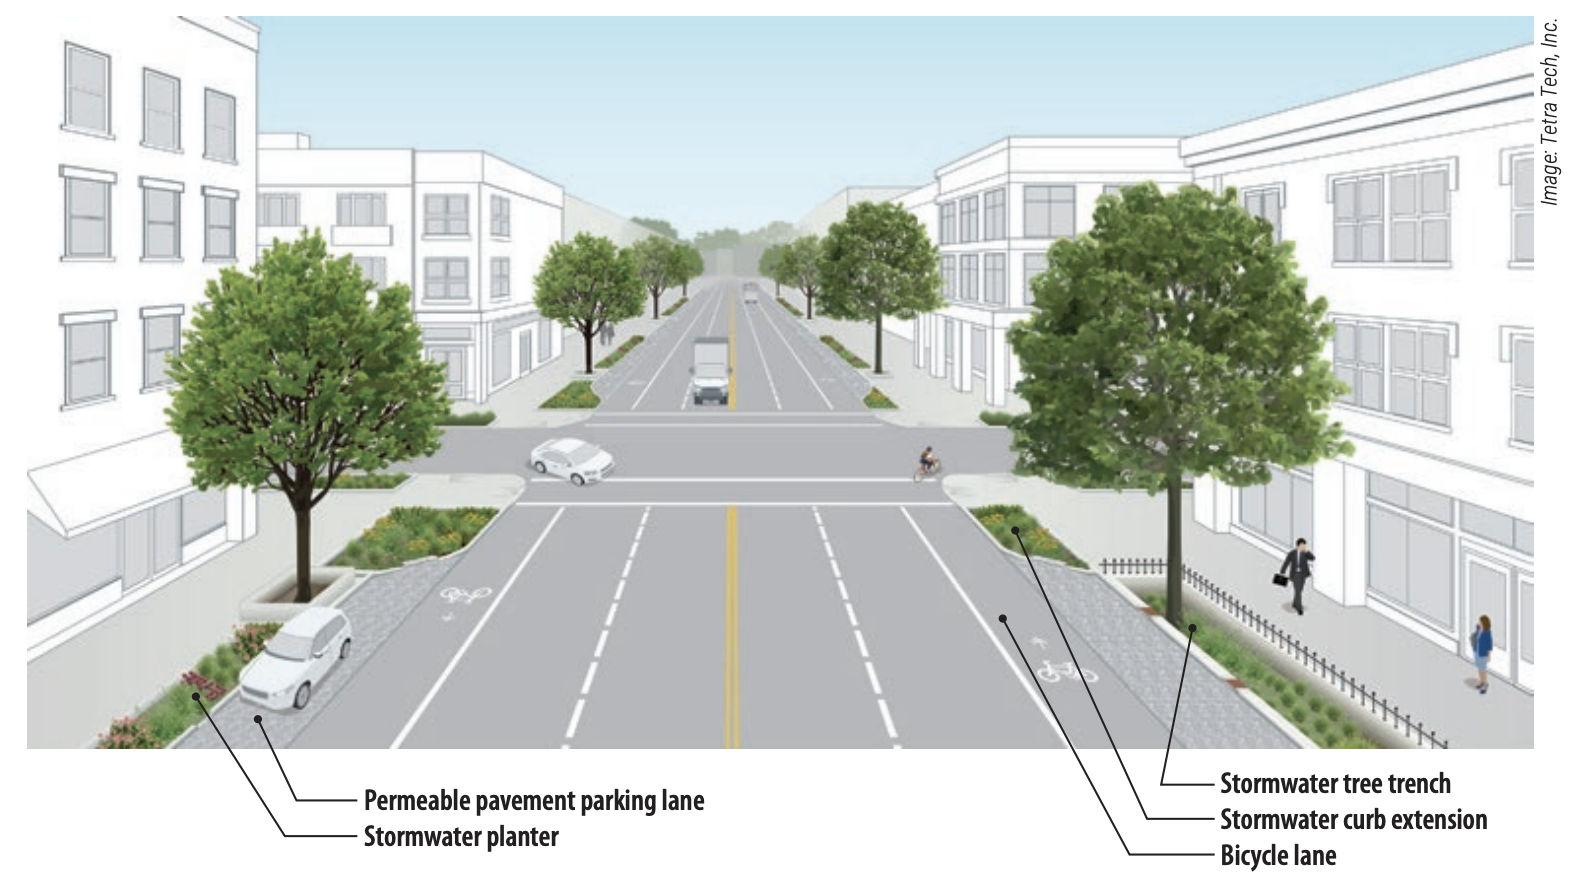 Image: Tetra Tech, Inc.
Permeable pavement parking lane
Stormwater planter
Stormwater tree trench
Stormwater curb extension
Bicycle lane